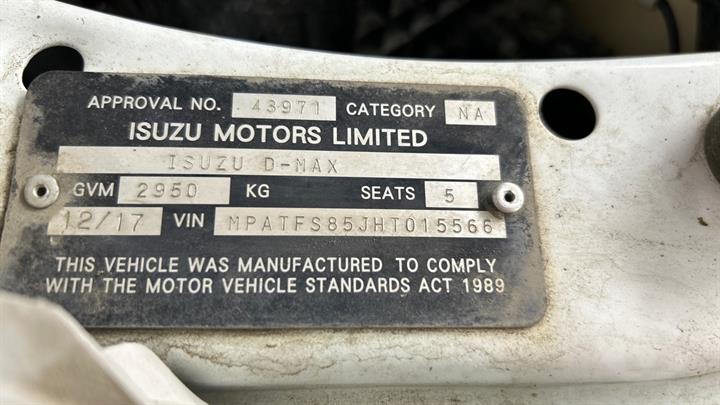 APPROVAL NO. 43971 CATEGORY NA
ISUZU MOTORS LIMITED
ISUZU D-MAX
GVM 2950 KG SEATS 5
12/17 VIN MPATFS85JHT015566
THIS VEHICLE WAS MANUFACTURED TO COMPLY
WITH THE MOTOR VEHICLE STANDARDS ACT 1989